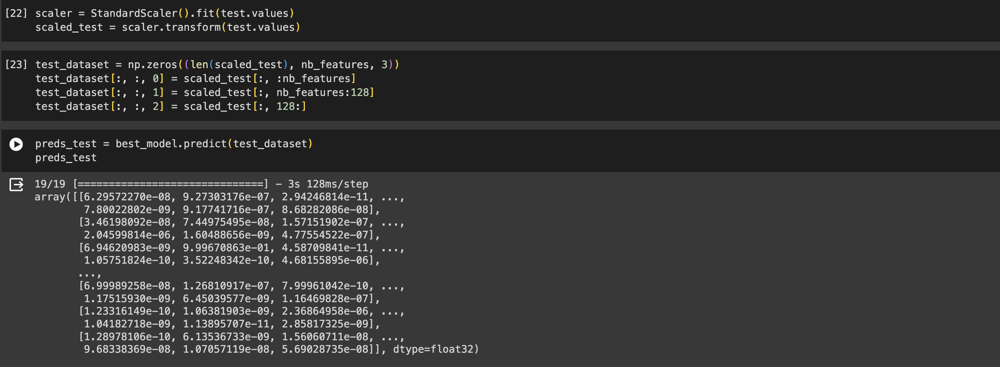 [22] scaler = StandardScaler().fit(test.values)
scaled_test = scaler.transform(test.values)
[23] test_dataset = np.zeros((len(scaled_test), nb_features, 3))
test_dataset[:, :, 0] = scaled_test[:, :nb_features]
test_dataset[:, :, 1] = scaled_test[:, nb_features:128]
test_dataset[:, :, 2] = scaled_test[:, 128:]
preds_test = best_model.predict(test_dataset)
preds_test
19/19 [==============================] - 3s 128ms/step
array([[6.29572270e-08, 9.27303176e-07, 2.94246814e-11, ...,
7.80022802e-09, 9.17741716e-07, 8.68282086e-08],
[3.46198092e-08, 7.44975495e-08, 1.57151902e-07, ...,
2.04599814e-06, 1.60488656e-09, 4.77554522e-07],
[6.94620983e-09, 9.99670863e-01, 4.58709841e-11, ...,
1.05751824e-10, 3.52248342e-10, 4.68155895e-06],
...,
[6.99989258e-08, 1.26810917e-07, 7.99961042e-10, ...,
1.17515930e-09, 6.45039577e-09, 1.16469828e-07],
[1.23316149e-10, 1.06381903e-09, 2.36864958e-06, ...,
1.04182718e-09, 1.13895707e-11, 2.85817325e-09],
[1.28978106e-10, 6.13536733e-09, 1.56060711e-08, ...,
9.68338369e-08, 1.07057119e-08, 5.69028735e-08]], dtype=float32)